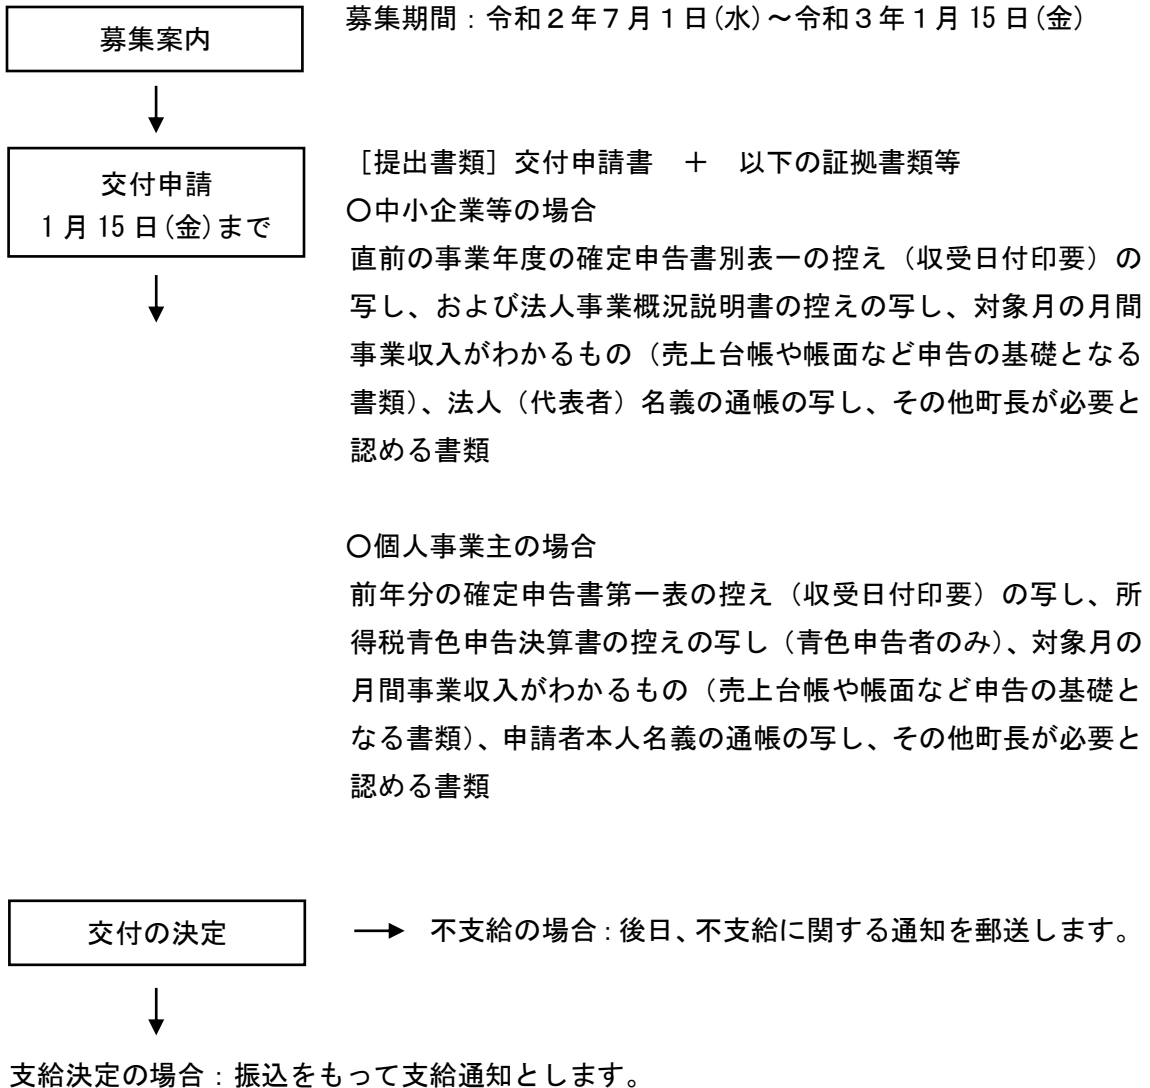 募集案内
募集期間：令和２年７月１日(水)～令和３年１月15日(金)
交付申請
1月15日(金)まで
［提出書類］交付申請書　＋　以下の証拠書類等
〇中小企業等の場合
直前の事業年度の確定申告書別表一の控え（収受日付印要）の
写し、および法人事業概況説明書の控えの写し、対象月の月間
事業収入がわかるもの（売上台帳や帳面など申告の基礎となる
書類）、法人（代表者）名義の通帳の写し、その他町長が必要と
認める書類
〇個人事業主の場合
前年分の確定申告書第一表の控え（収受日付印要）の写し、所
得税青色申告決算書の控えの写し（青色申告者のみ）、対象月の
月間事業収入がわかるもの（売上台帳や帳面など申告の基礎と
なる書類）、申請者本人名義の通帳の写し、その他町長が必要と
認める書類
交付の決定
不支給の場合：後日、不支給に関する通知を郵送します。
支給決定の場合：振込をもって支給通知とします。